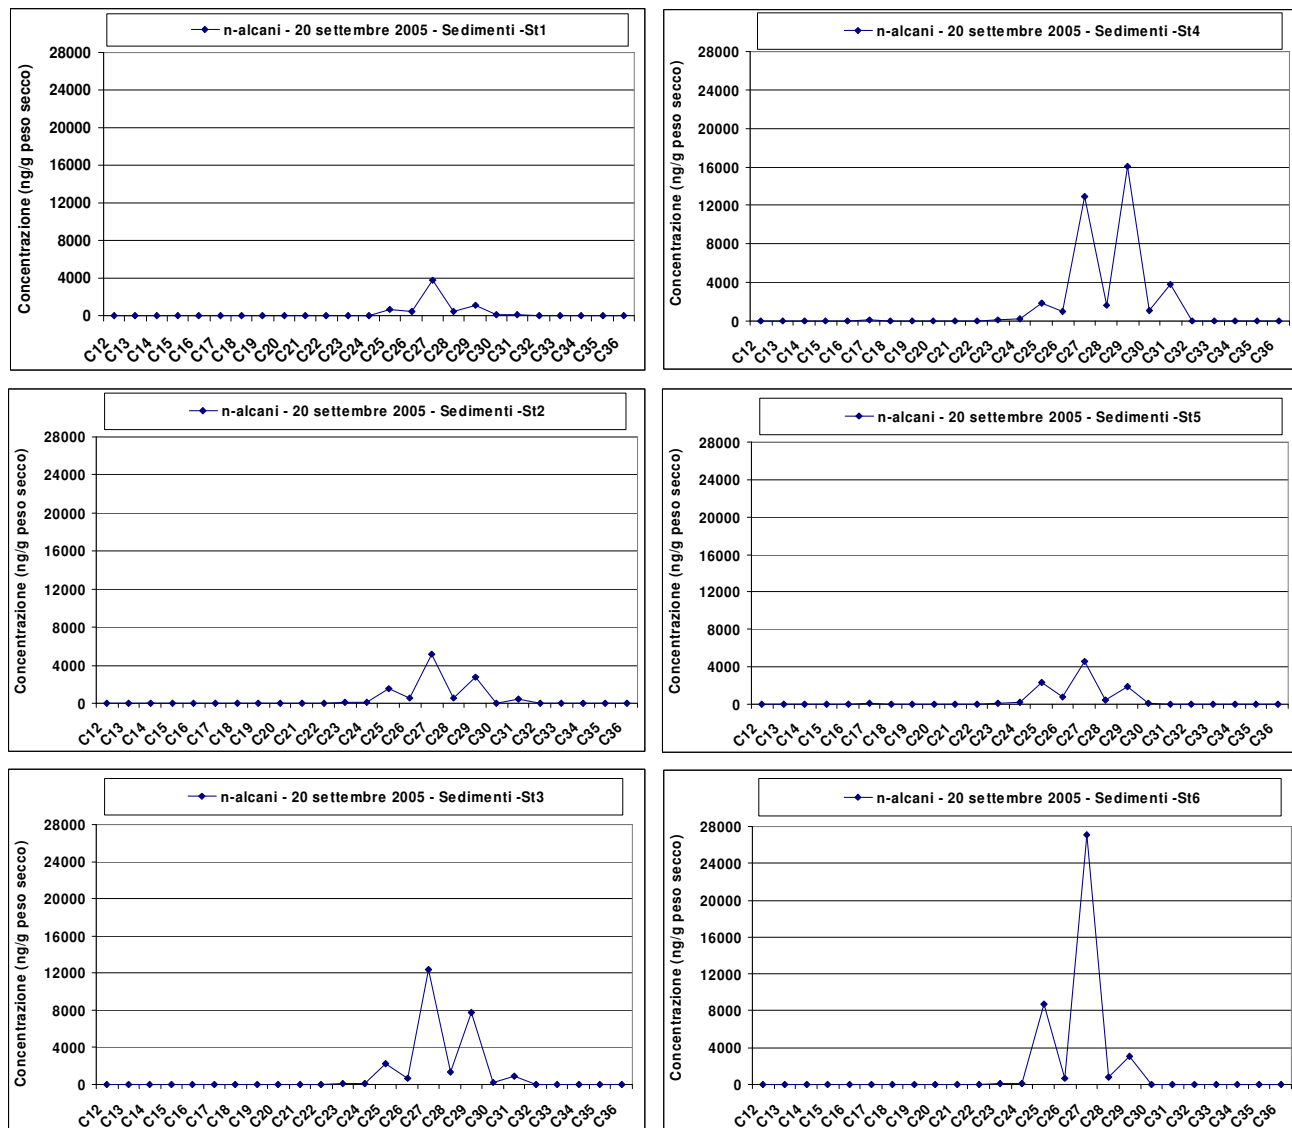 n-alcani - 20 settembre 2005 - Sedimenti -St1
Concentrazione (ng/g peso secco)
28000
24000
20000
16000
12000
8000
4000
0
C12 C13 C14 C15 C16 C17 C18 C19 C20 C21 C22 C23 C24 C25 C26 C27 C28 C29 C30 C31 C32 C33 C34 C35 C36
n-alcani - 20 settembre 2005 - Sedimenti -St4
Concentrazione (ng/g peso secco)
28000
24000
20000
16000
12000
8000
4000
0
C12 C13 C14 C15 C16 C17 C18 C19 C20 C21 C22 C23 C24 C25 C26 C27 C28 C29 C30 C31 C32 C33 C34 C35 C36
n-alcani - 20 settembre 2005 - Sedimenti -St2
Concentrazione (ng/g peso secco)
28000
24000
20000
16000
12000
8000
4000
0
C12 C13 C14 C15 C16 C17 C18 C19 C20 C21 C22 C23 C24 C25 C26 C27 C28 C29 C30 C31 C32 C33 C34 C35 C36
n-alcani - 20 settembre 2005 - Sedimenti -St5
Concentrazione (ng/g peso secco)
28000
24000
20000
16000
12000
8000
4000
0
C12 C13 C14 C15 C16 C17 C18 C19 C20 C21 C22 C23 C24 C25 C26 C27 C28 C29 C30 C31 C32 C33 C34 C35 C36
n-alcani - 20 settembre 2005 - Sedimenti -St3
Concentrazione (ng/g peso secco)
28000
24000
20000
16000
12000
8000
4000
0
C12 C13 C14 C15 C16 C17 C18 C19 C20 C21 C22 C23 C24 C25 C26 C27 C28 C29 C30 C31 C32 C33 C34 C35 C36
n-alcani - 20 settembre 2005 - Sedimenti -St6
Concentrazione (ng/g peso secco)
28000
24000
20000
16000
12000
8000
4000
0
C12 C13 C14 C15 C16 C17 C18 C19 C20 C21 C22 C23 C24 C25 C26 C27 C28 C29 C30 C31 C32 C33 C34 C35 C36